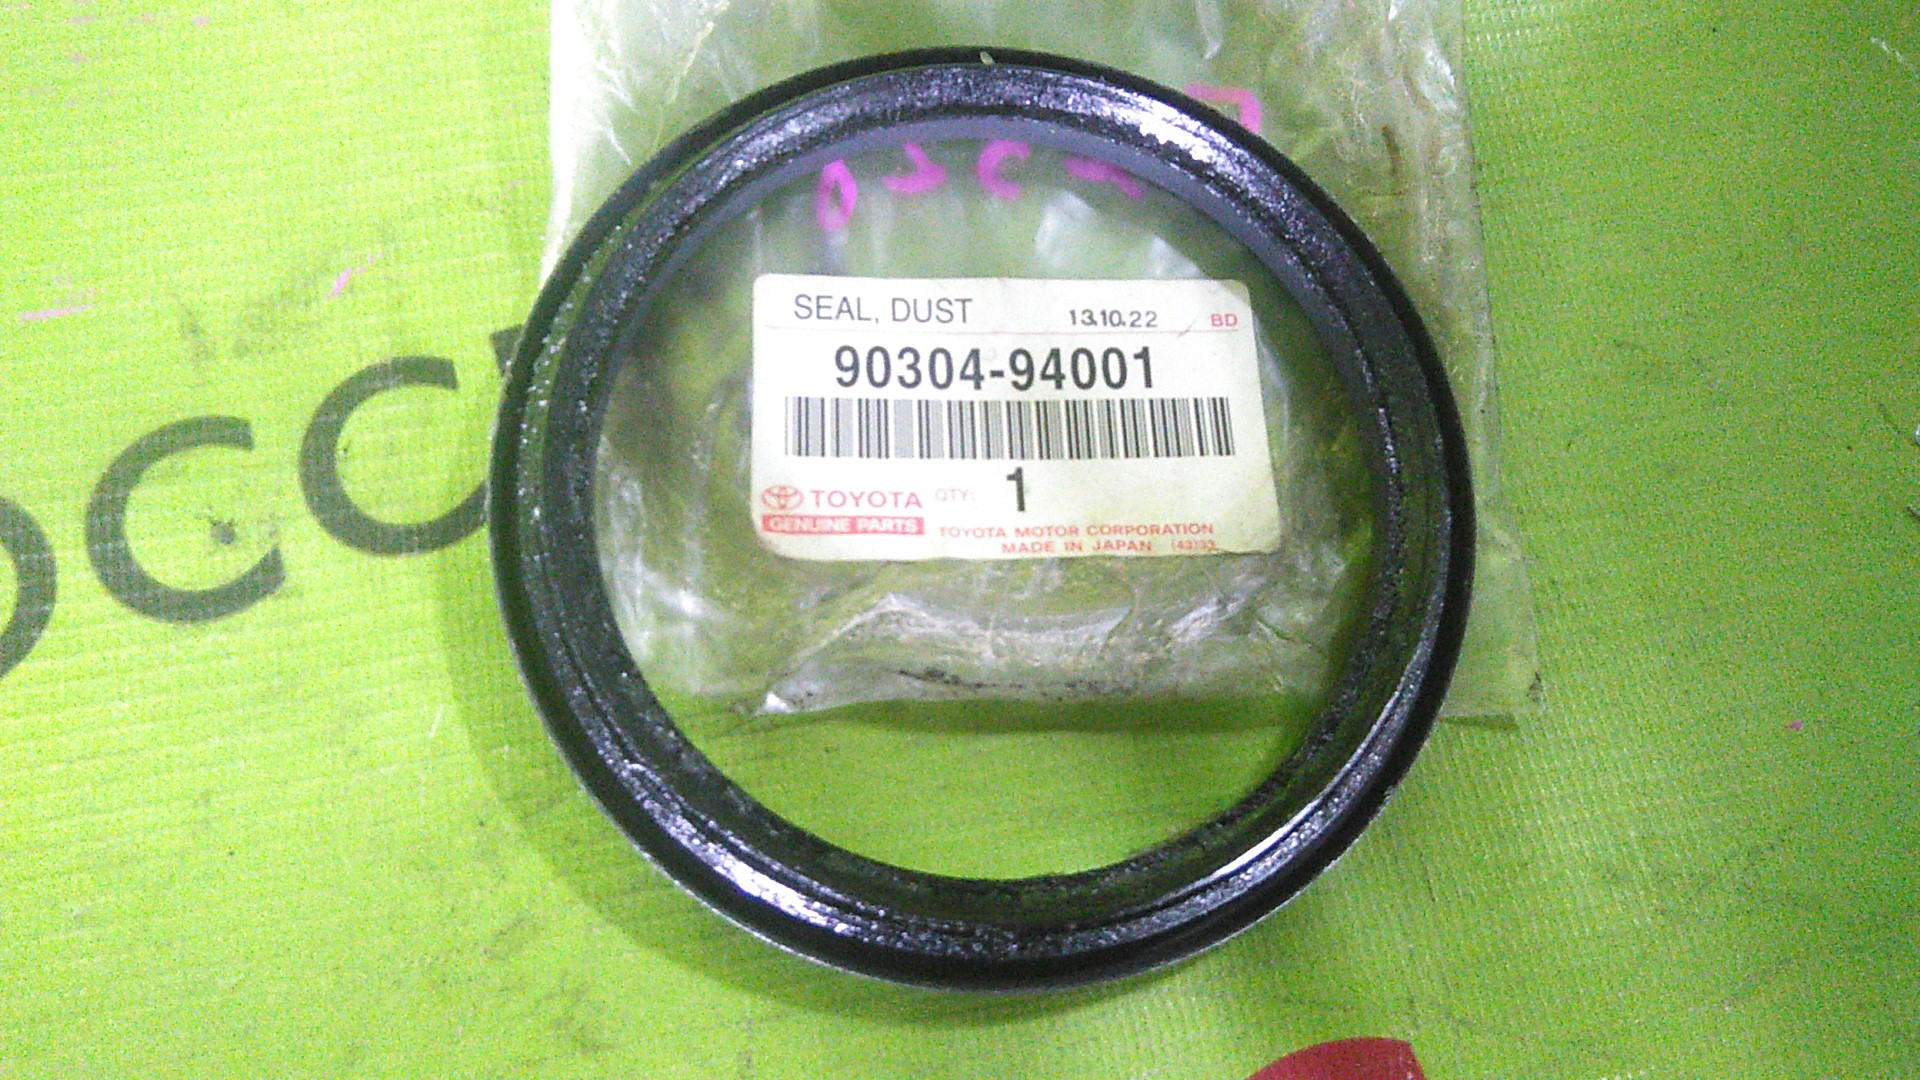 SEAL, DUST 13.10.22 BD
90304-94001
TOYOTA QTY: 1
GENUINE PARTS TOYOTA MOTOR CORPORATION
MADE IN JAPAN